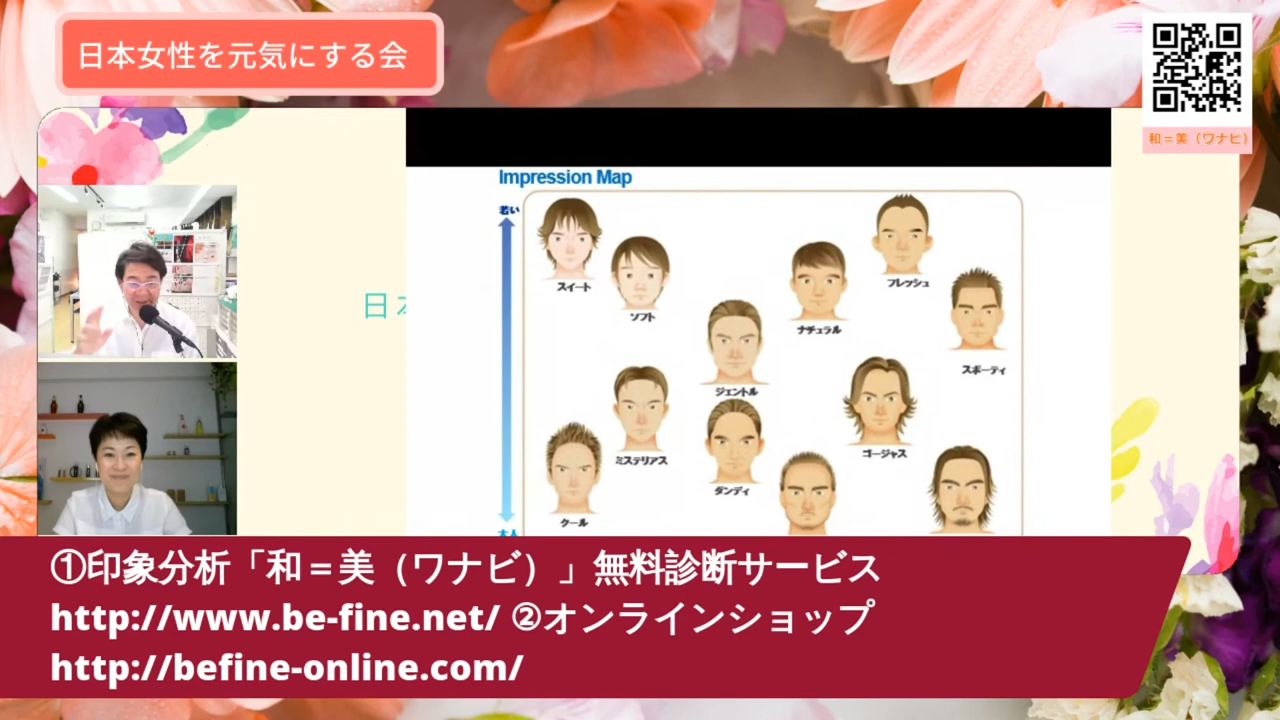 日本女性を元気にする会
和=美（ワナビ）
Impression Map
若い
スイート
ソフト
ナチュラル
フレッシュ
スポーティ
ジェントル
ミステリアス
ダンディ
ゴージャス
クール
日本
①印象分析「和＝美（ワナビ）」無料診断サービス
http://www.be-fine.net/ ②オンラインショップ
http://befine-online.com/